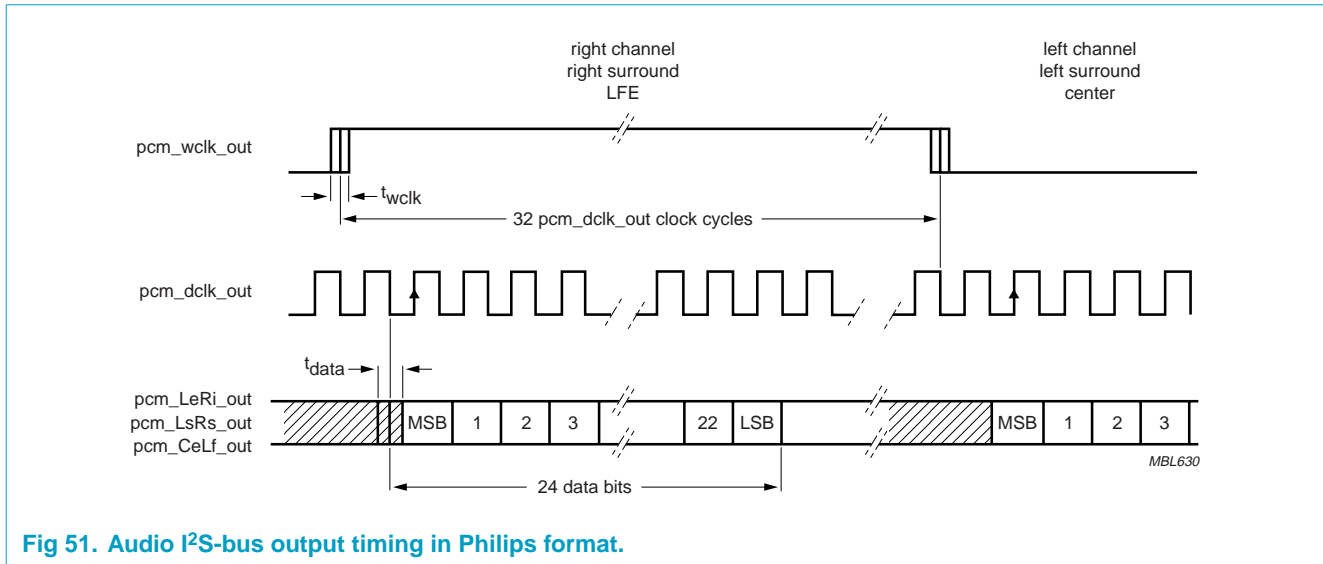 right channel
right surround
LFE
left channel
left surround
center
pcm_wclk_out
twclk
32 pcm_dclk_out clock cycles
pcm_dclk_out
tdata
pcm_LeRi_out
pcm_LsRs_out
pcm_CeLf_out
MSB 1 2 3 22 LSB MSB 1 2 3
MBL630
24 data bits
Fig 51. Audio I²S-bus output timing in Philips format.